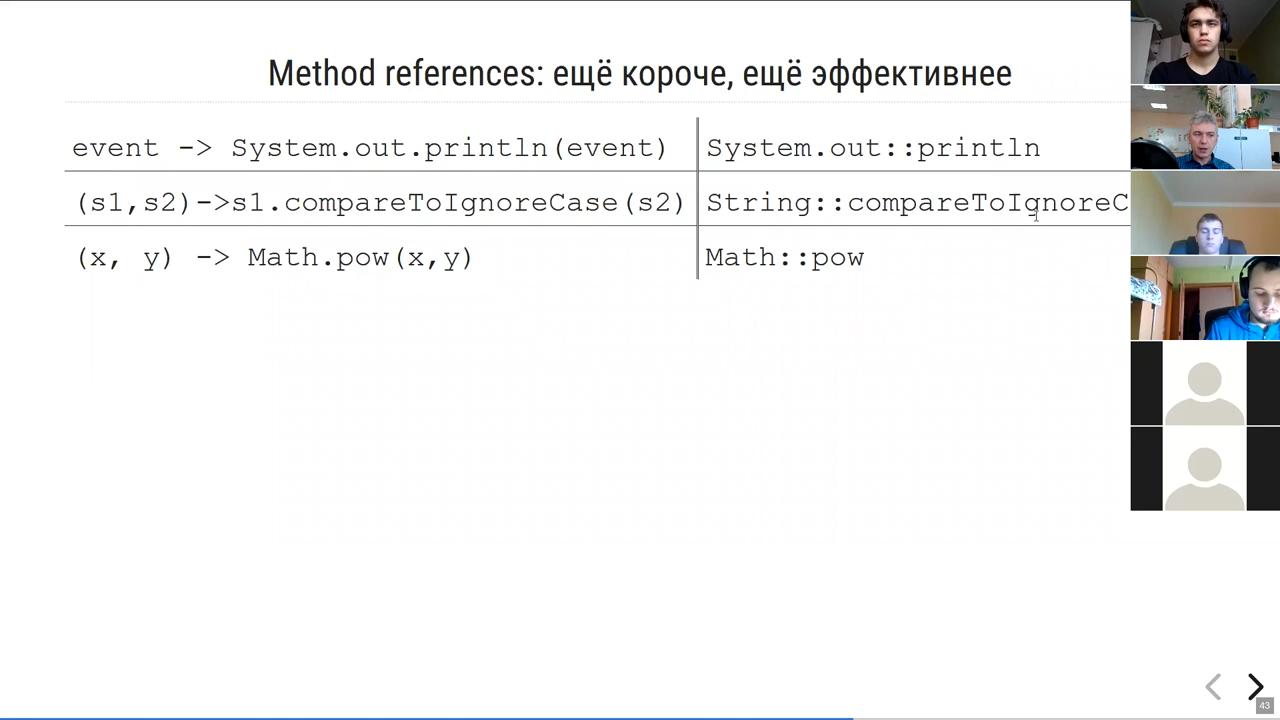 Method references: ещё короче, ещё эффективнее
event -> System.out.println(event) System.out::println
(s1,s2)->s1.compareToIgnoreCase(s2) String::compareToIgnoreC
(x, y) -> Math.pow(x,y) Math::pow
43